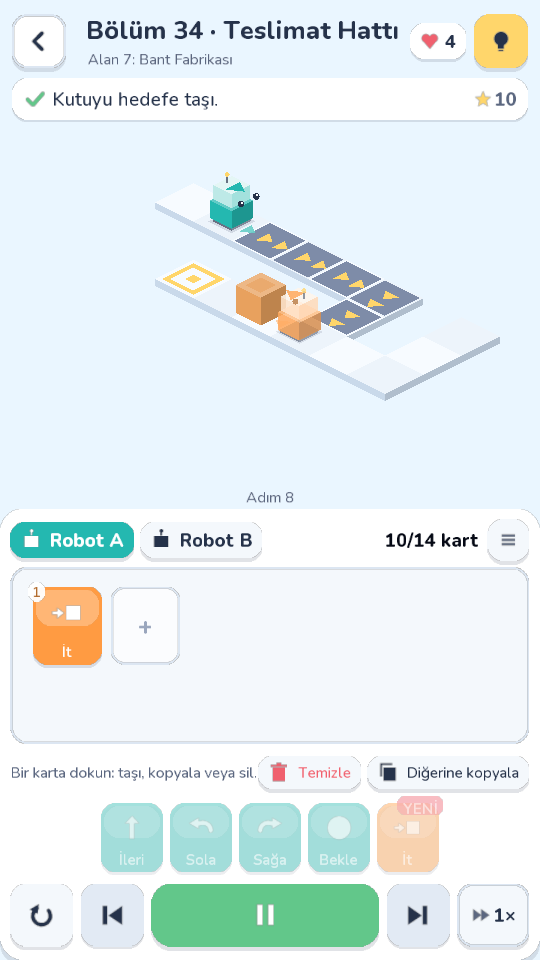 Bölüm 34 · Teslimat Hattı
Alan 7: Bant Fabrikası
4
Kutuyu hedefe taşı.
10
Adım 8
Robot A
Robot B
10/14 kart
1
İt
+
Bir karta dokun: taşı, kopyala veya sil.
Temizle
Diğerine kopyala
YENİ
İleri
Sola
Sağa
Bekle
İt
1×